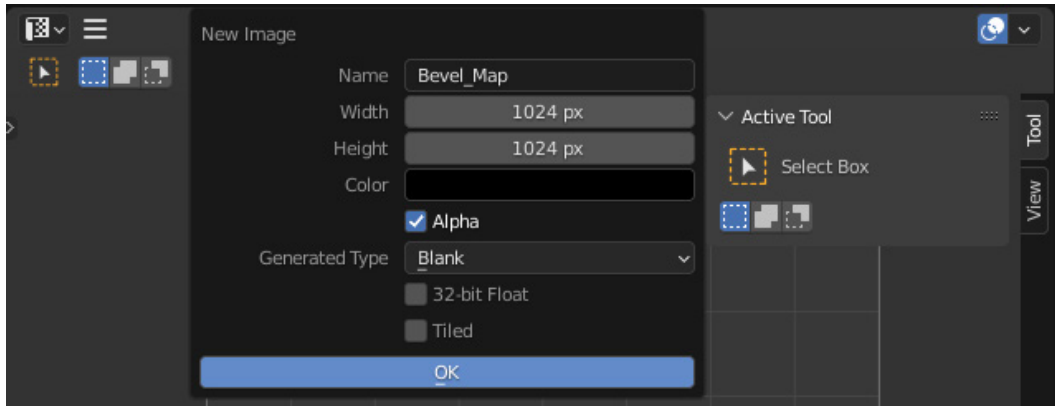 New Image
Name Bevel_Map
Width 1024 px
Height 1024 px
Color
Alpha
Generated Type Blank
32-bit Float
Tiled
OK
Active Tool
Select Box
Tool
View